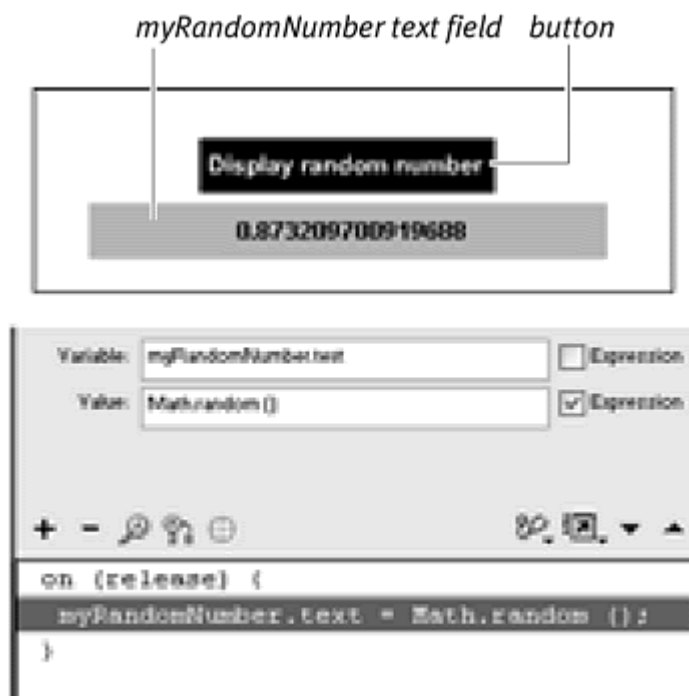 myRandomNumber text field button
Display random number
0.873209700919688
Variable: myRandomNumber.text Expression
Value: Math.random () Expression
on (release) {
myRandomNumber.text = Math.random ();
}